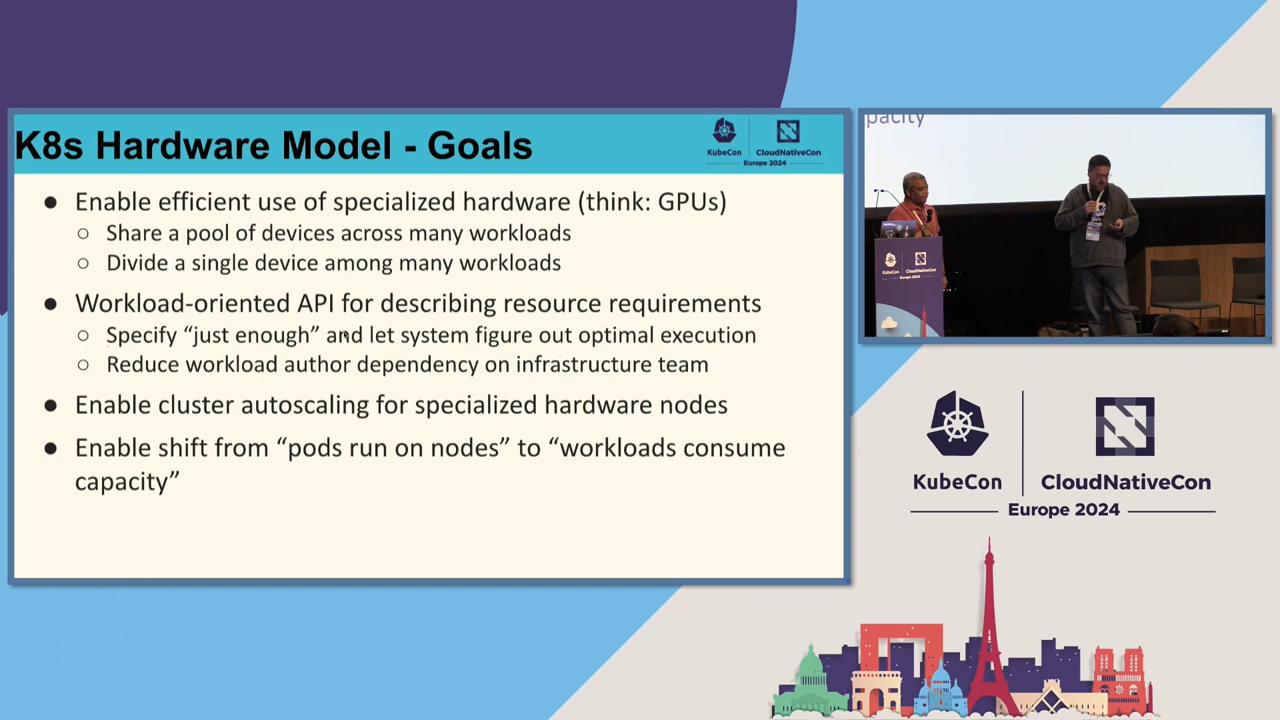 K8s Hardware Model - Goals
KubeCon
CloudNativeCon
Europe 2024
● Enable efficient use of specialized hardware (think: GPUs)
○ Share a pool of devices across many workloads
○ Divide a single device among many workloads
● Workload-oriented API for describing resource requirements
○ Specify “just enough” and let system figure out optimal execution
○ Reduce workload author dependency on infrastructure team
● Enable cluster autoscaling for specialized hardware nodes
● Enable shift from “pods run on nodes” to “workloads consume
capacity”
pacity
KubeCon
CloudNativeCon
KubeCon
CloudNativeCon
Europe 2024